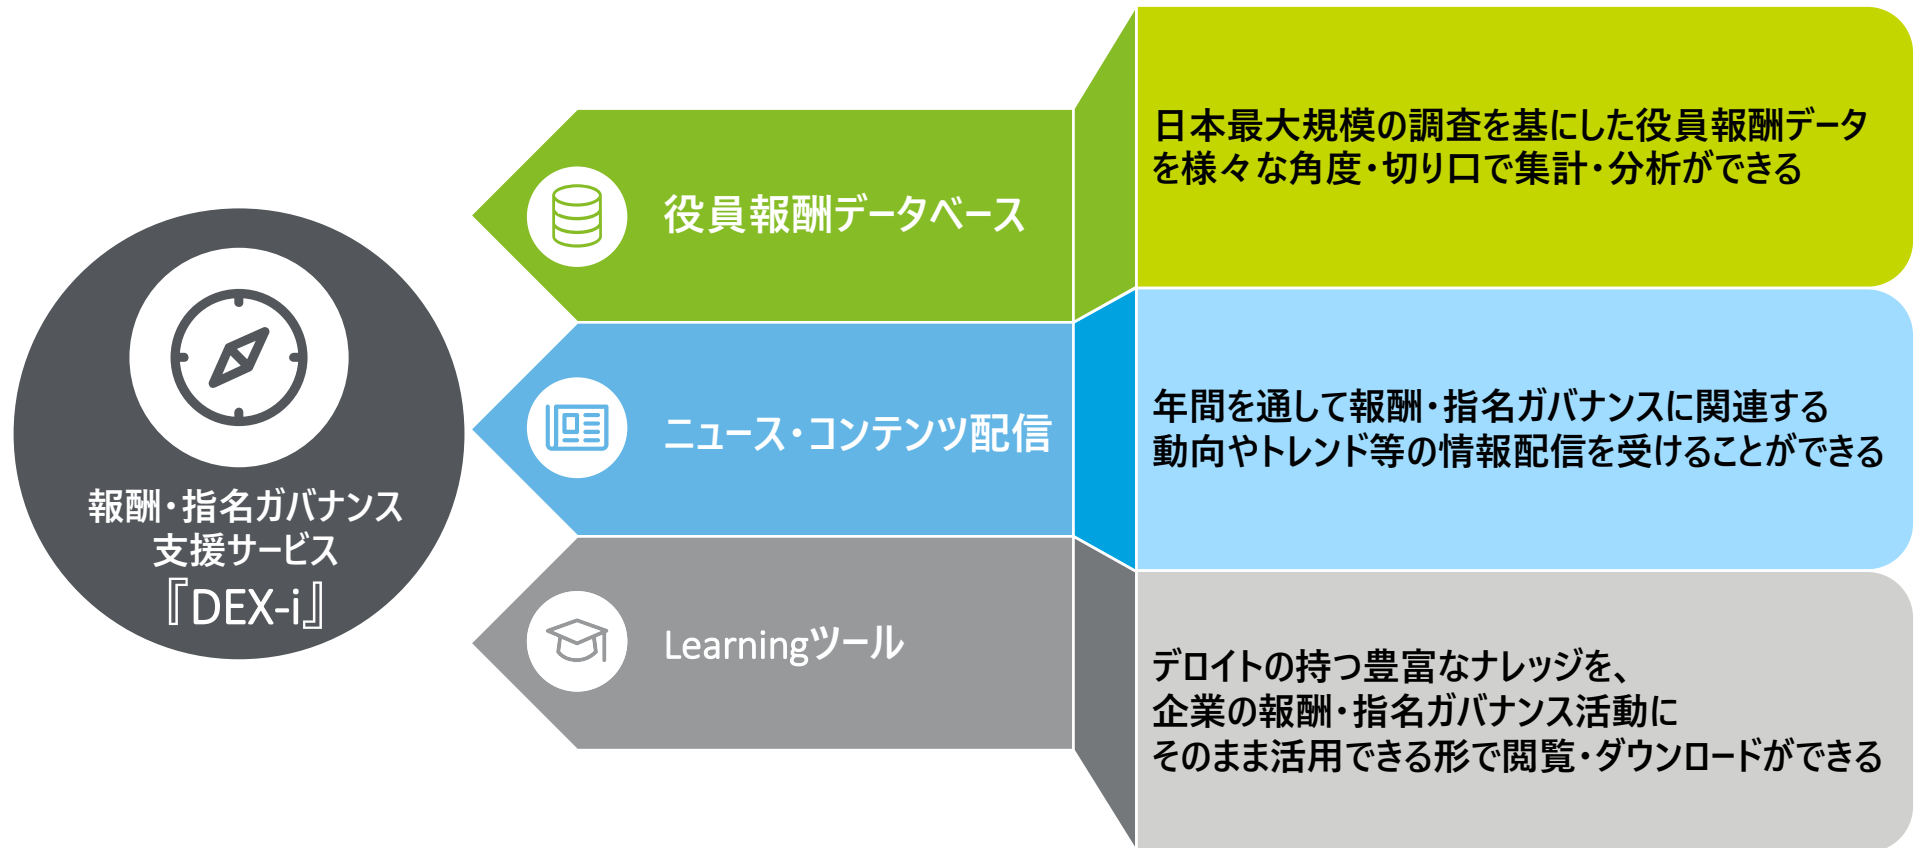 報酬・指名ガバナンス
支援サービス
『DEX-i』
役員報酬データベース
日本最大規模の調査を基にした役員報酬データ
を様々な角度・切り口で集計・分析ができる
ニュース・コンテンツ配信
年間を通して報酬・指名ガバナンスに関連する
動向やトレンド等の情報配信を受けることができる
Learningツール
デロイトの持つ豊富なナレッジを、
企業の報酬・指名ガバナンス活動に
そのまま活用できる形で閲覧・ダウンロードができる